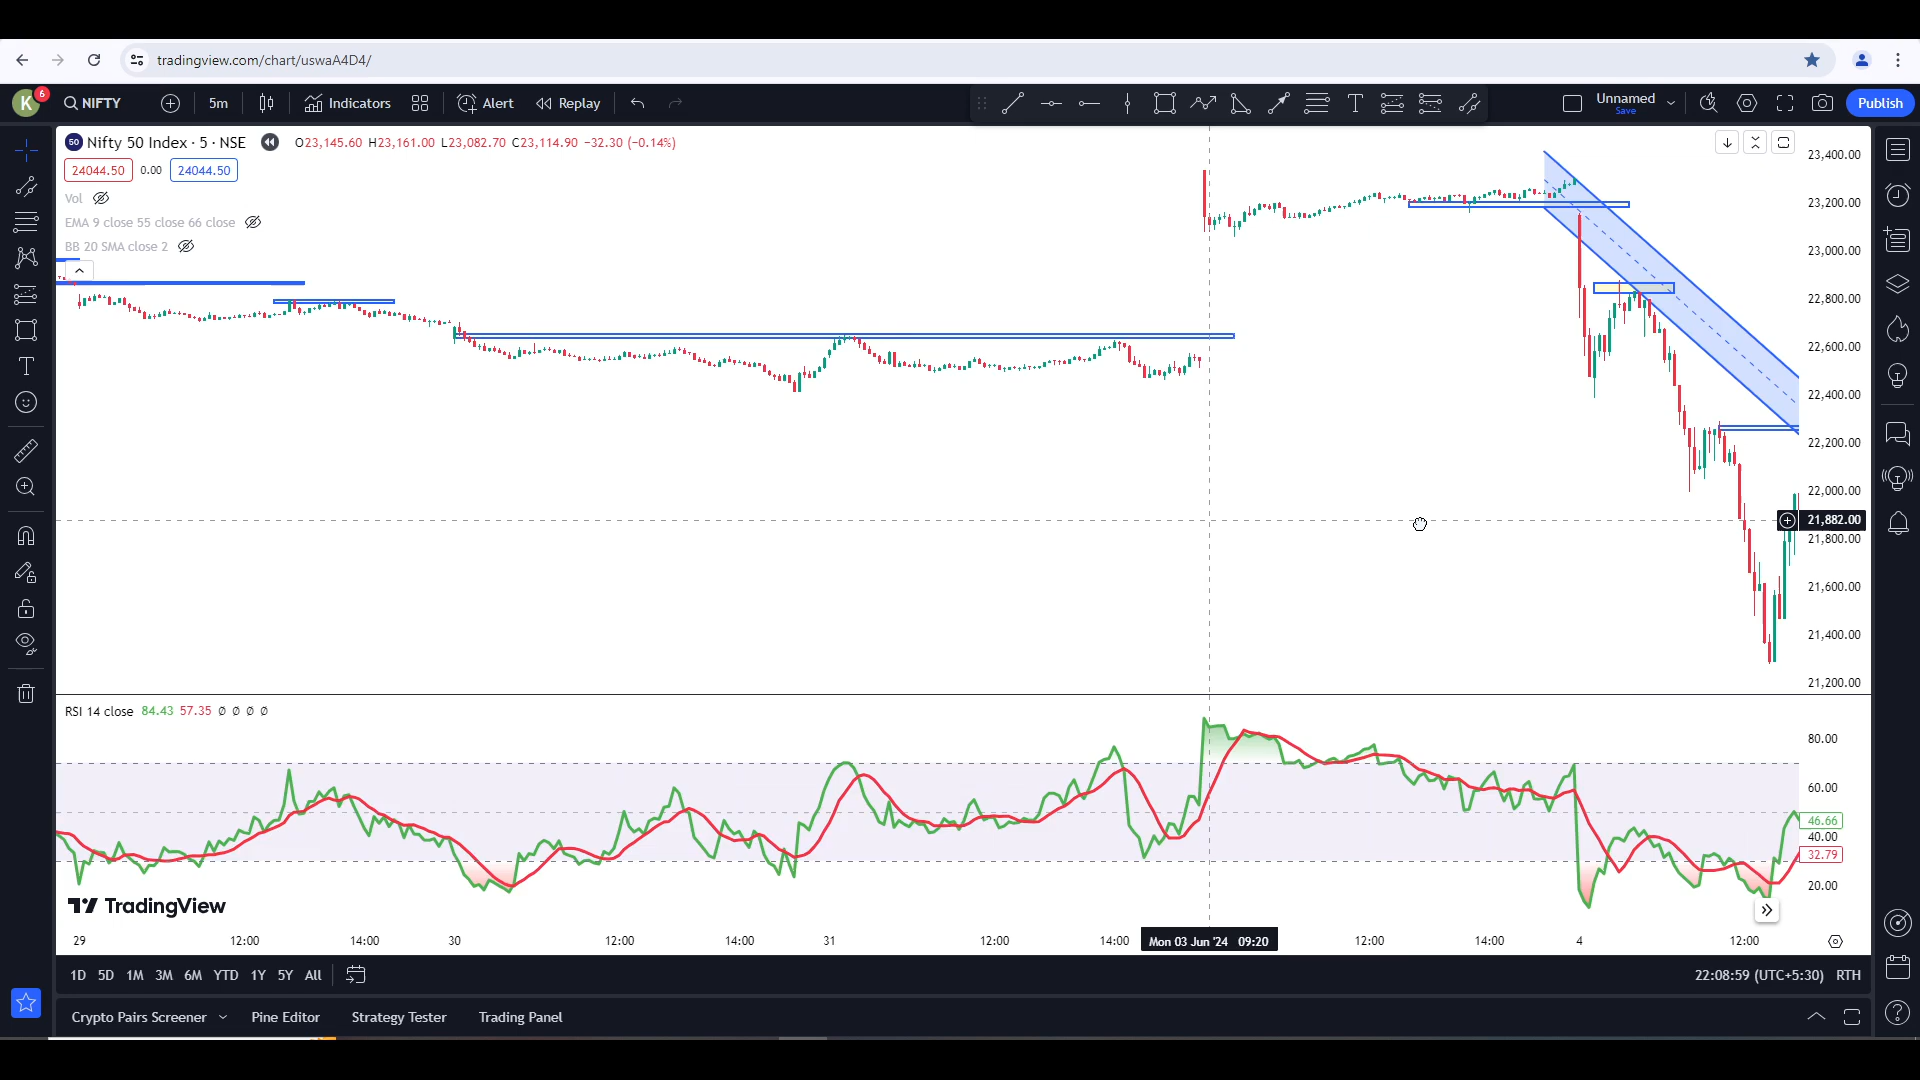 tradingview.com/chart/uswaA4D4/
K 6 NIFTY 5m Indicators Alert Replay Unnamed Save Publish
50 Nifty 50 Index · 5 · NSE O23,145.60 H23,161.00 L23,082.70 C23,114.90 −32.30 (−0.14%)
24044.50 0.00 24044.50
Vol
EMA 9 close 55 close 66 close
BB 20 SMA close 2
23,400.00
23,200.00
23,000.00
22,800.00
22,600.00
22,400.00
22,200.00
22,000.00
21,882.00
21,800.00
21,600.00
21,400.00
21,200.00
RSI 14 close 84.43 57.35 Ø Ø Ø Ø
80.00
60.00
46.66
40.00
32.79
20.00
TradingView
29 12:00 14:00 30 12:00 14:00 31 12:00 14:00 Mon 03 Jun '24 09:20 12:00 14:00 4 12:00
1D 5D 1M 3M 6M YTD 1Y 5Y All 22:08:59 (UTC+5:30) RTH
Crypto Pairs Screener Pine Editor Strategy Tester Trading Panel